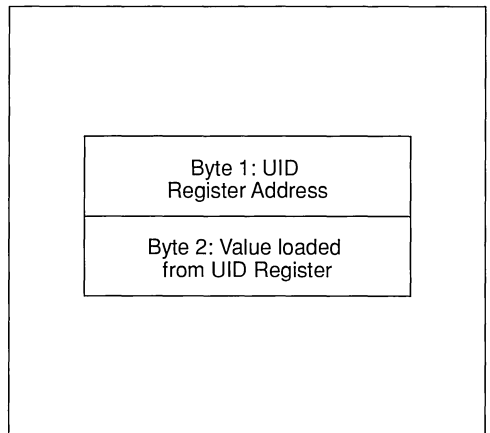 Byte 1: UID
Register Address
Byte 2: Value loaded
from UID Register